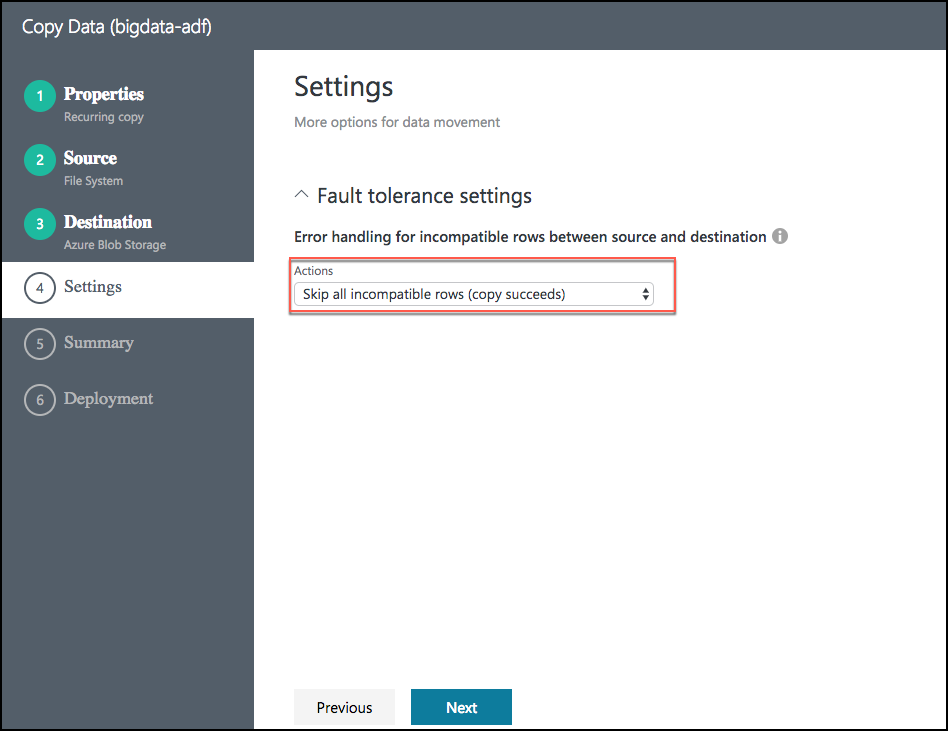 Copy Data (bigdata-adf)
1 Properties
Recurring copy
2 Source
File System
3 Destination
Azure Blob Storage
4 Settings
5 Summary
6 Deployment
Settings
More options for data movement
Fault tolerance settings
Error handling for incompatible rows between source and destination i
Actions
Skip all incompatible rows (copy succeeds)
Previous Next